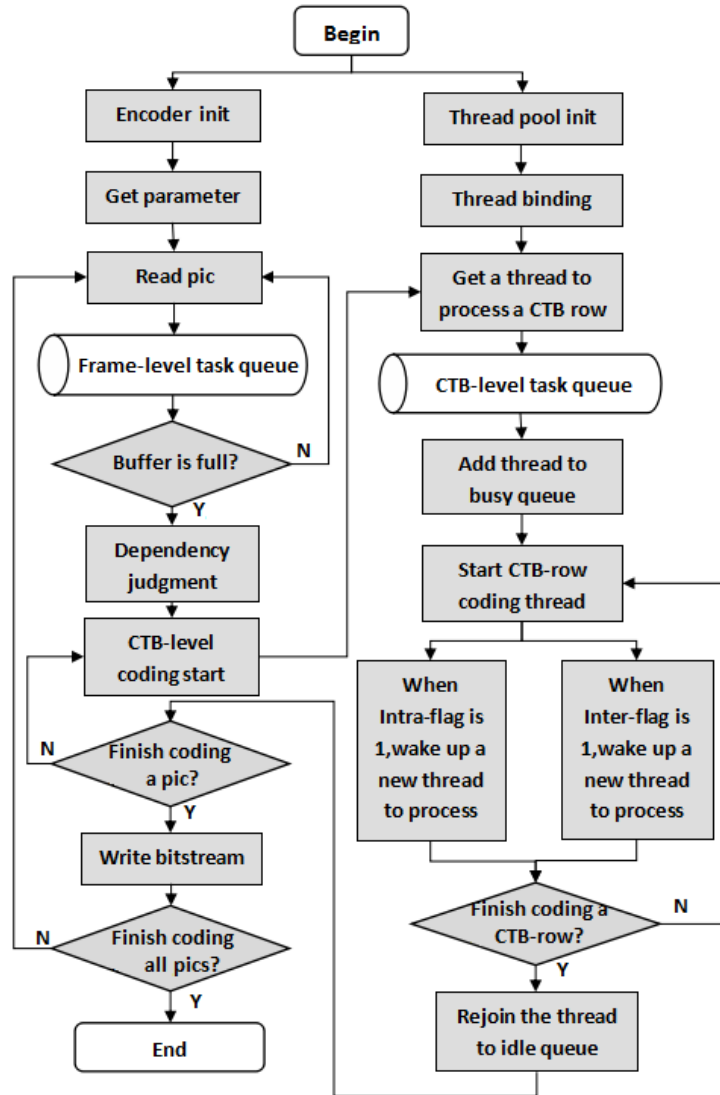 Begin
Encoder init
Get parameter
Read pic
Frame-level task queue
Buffer is full?
N
Y
Dependency
judgment
CTB-level
coding start
Finish coding
a pic?
N
Y
Write bitstream
Finish coding
all pics?
N
Y
End
Thread pool init
Thread binding
Get a thread to
process a CTB row
CTB-level task queue
Add thread to
busy queue
Start CTB-row
coding thread
When
Intra-flag is
1,wake up a
new thread
to process
When
Inter-flag is
1,wake up a
new thread
to process
Finish coding a
CTB-row?
N
Y
Rejoin the thread
to idle queue